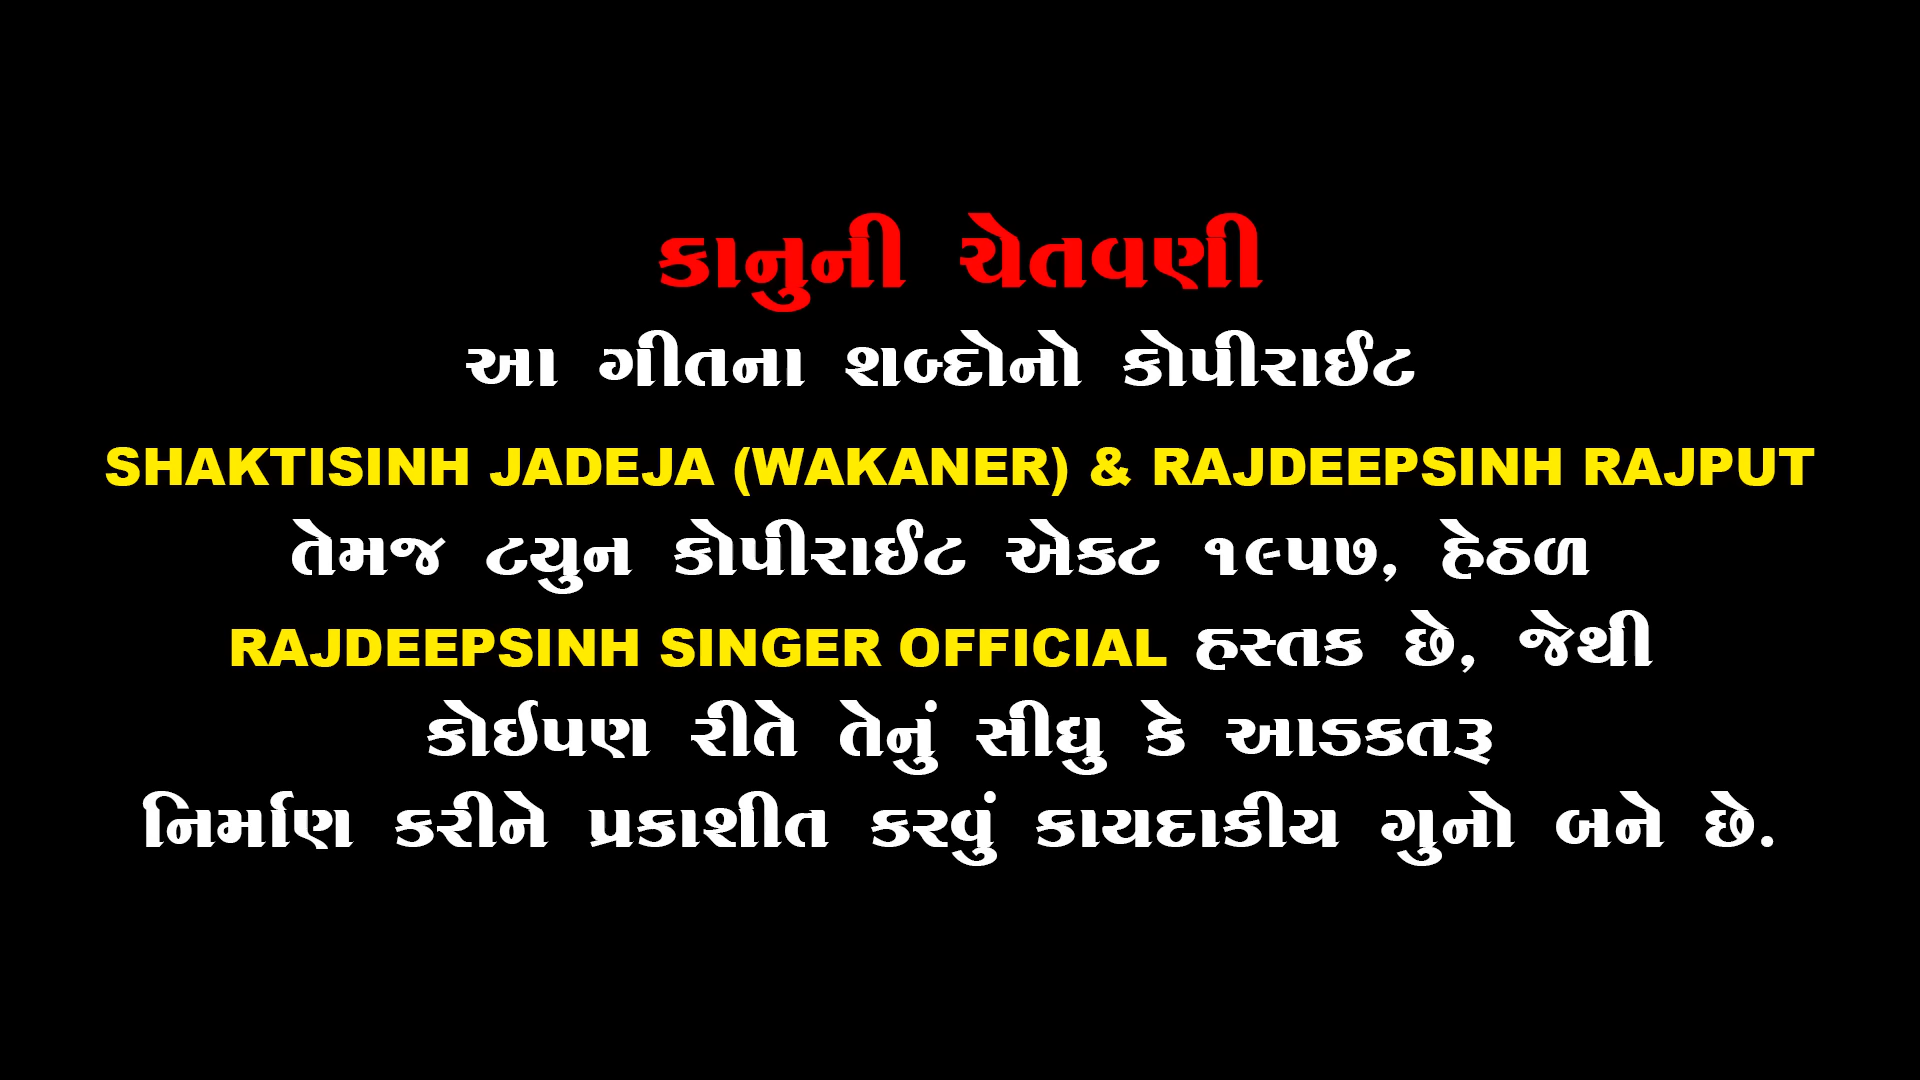 કાનુની ચેતવણી
આ ગીતના શબ્દોનો કોપીરાઈટ
SHAKTISINH JADEJA (WAKANER) & RAJDEEPSINH RAJPUT
તેમજ ટયુન કોપીરાઈટ એકટ ૧૯૫૭, હેઠળ
RAJDEEPSINH SINGER OFFICIAL હસ્તક છે, જેથી
કોઈપણ રીતે તેનું સીધુ કે આડકતરૂ
નિર્માણ કરીને પ્રકાશીત કરવું કાયદાકીય ગુનો બને છે.